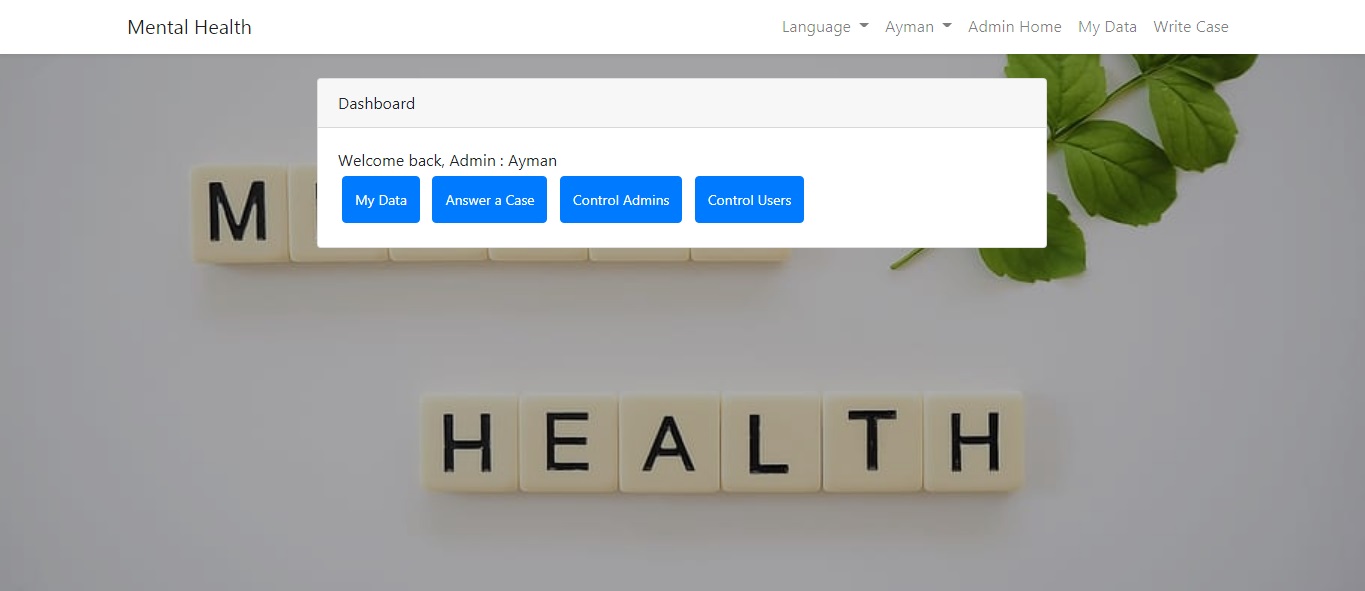 Mental Health
Language Ayman Admin Home My Data Write Case
Dashboard
Welcome back, Admin : Ayman
My Data Answer a Case Control Admins Control Users
M
HEALTH